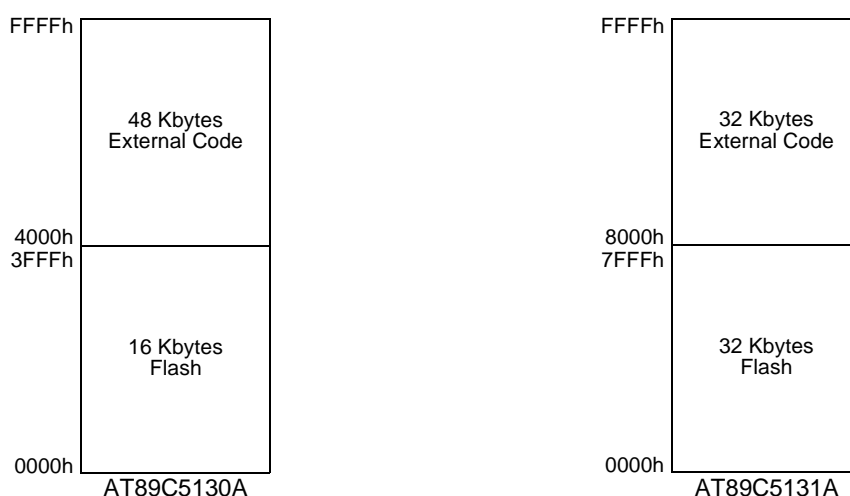 FFFFh
48 Kbytes
External Code
4000h
3FFFh
16 Kbytes
Flash
0000h
AT89C5130A
FFFFh
32 Kbytes
External Code
8000h
7FFFh
32 Kbytes
Flash
0000h
AT89C5131A